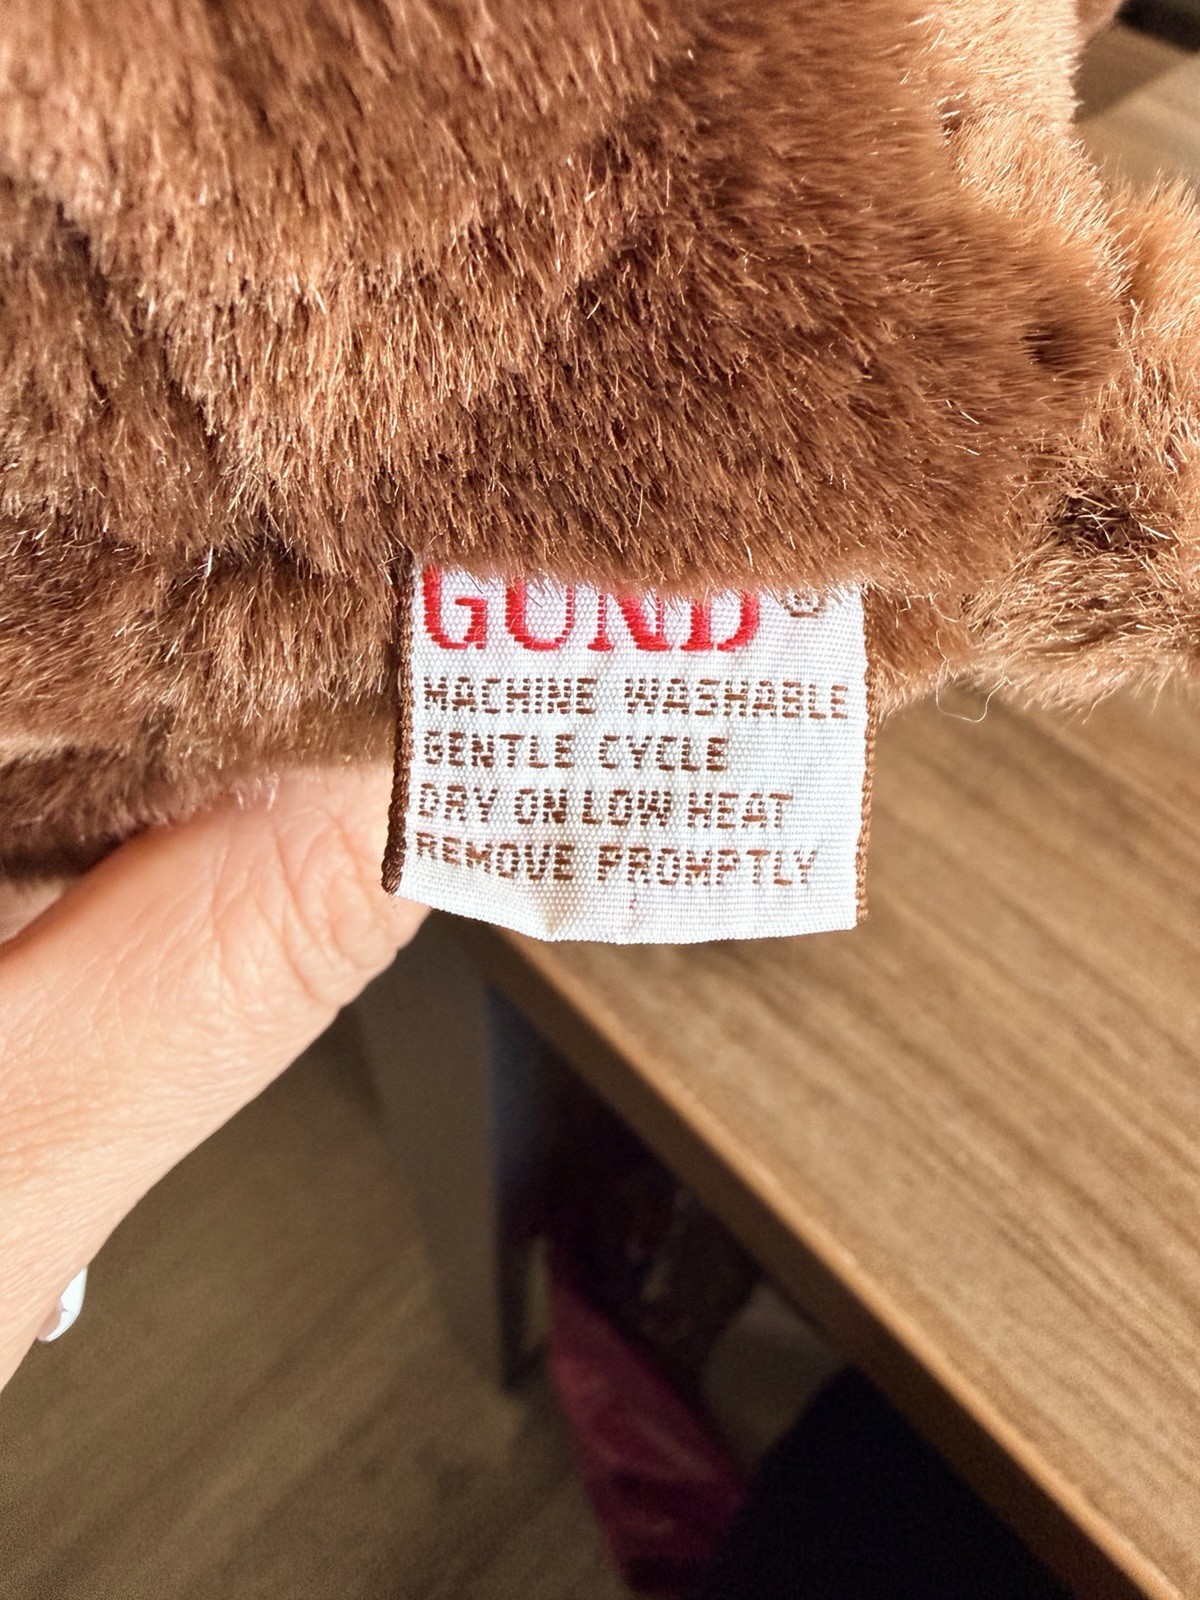 GUND®
MACHINE WASHABLE
GENTLE CYCLE
DRY ON LOW HEAT
REMOVE PROMPTLY